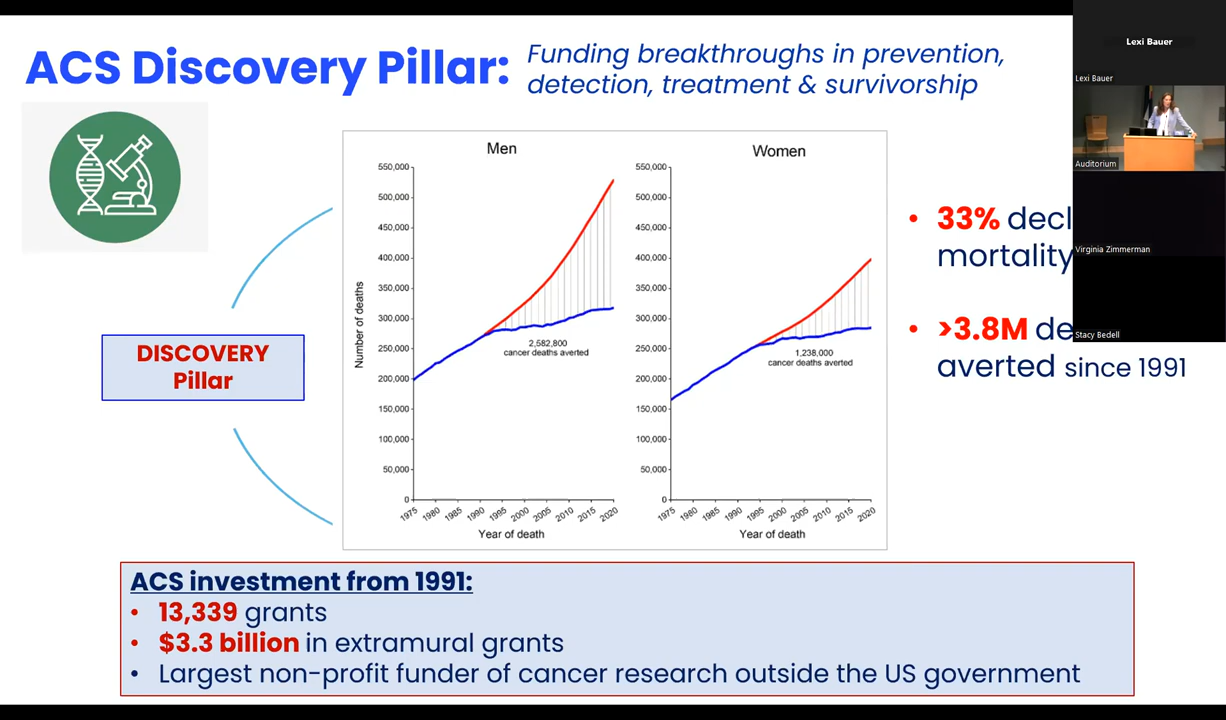 ACS Discovery Pillar:
Funding breakthroughs in prevention,
detection, treatment & survivorship
Lexi Bauer
Lexi Bauer
Auditorium
Virginia Zimmerman
Stacy Bedell
DISCOVERY
Pillar
Men
550,000
500,000
450,000
400,000
350,000
300,000
250,000
200,000
150,000
100,000
50,000
0
Number of deaths
2,582,800
cancer deaths averted
1975 1980 1985 1990 1995 2000 2005 2010 2015 2020
Year of death
Women
550,000
500,000
450,000
400,000
350,000
300,000
250,000
200,000
150,000
100,000
50,000
0
1,238,000
cancer deaths averted
1975 1980 1985 1990 1995 2000 2005 2010 2015 2020
Year of death
• 33% decl
mortality
• >3.8M de
averted since 1991
ACS investment from 1991:
• 13,339 grants
• $3.3 billion in extramural grants
• Largest non-profit funder of cancer research outside the US government